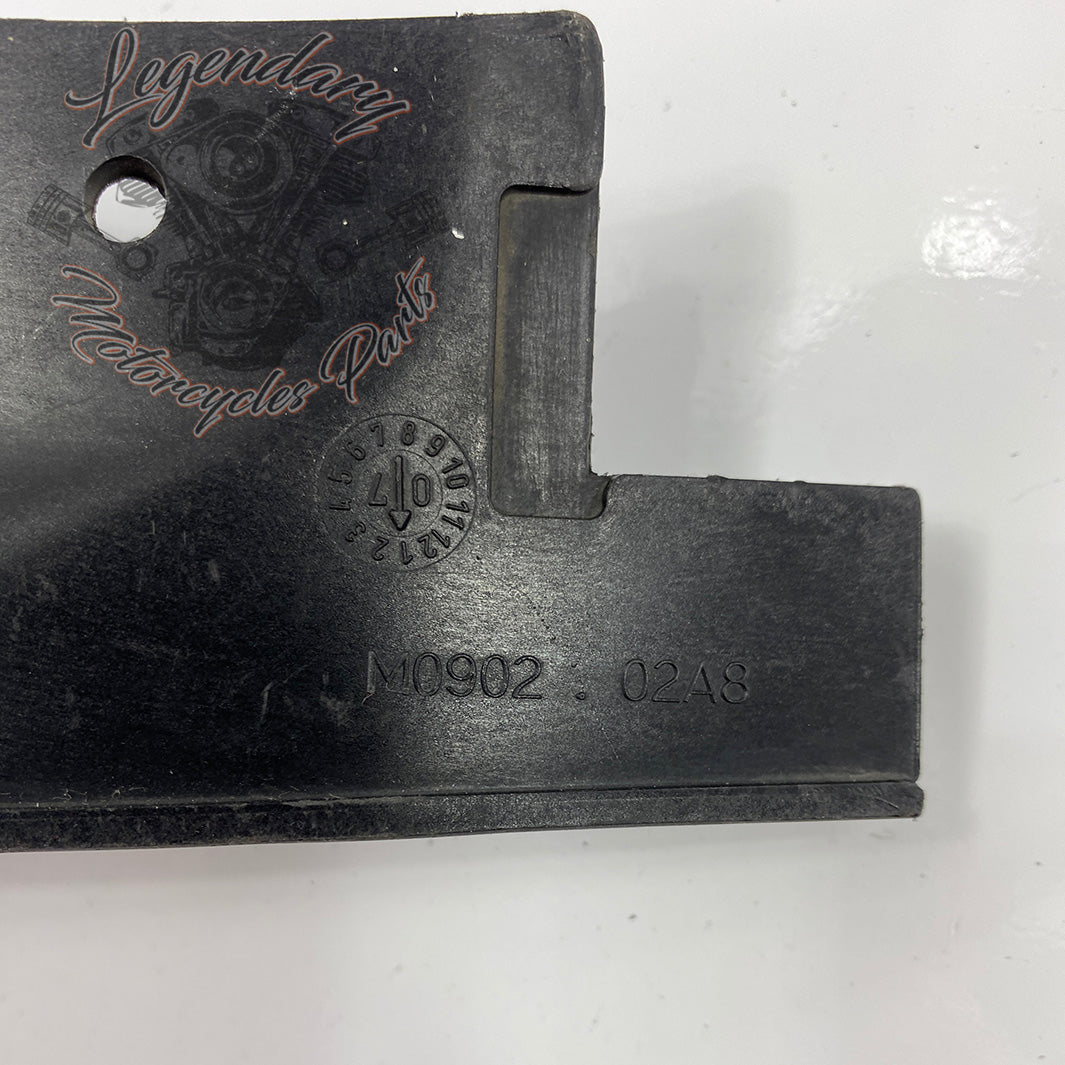 Legendary
Motorcycles Parts
1 2 3 4 5 6 7 8 9 10 11 12
07
M0902 . 02A8